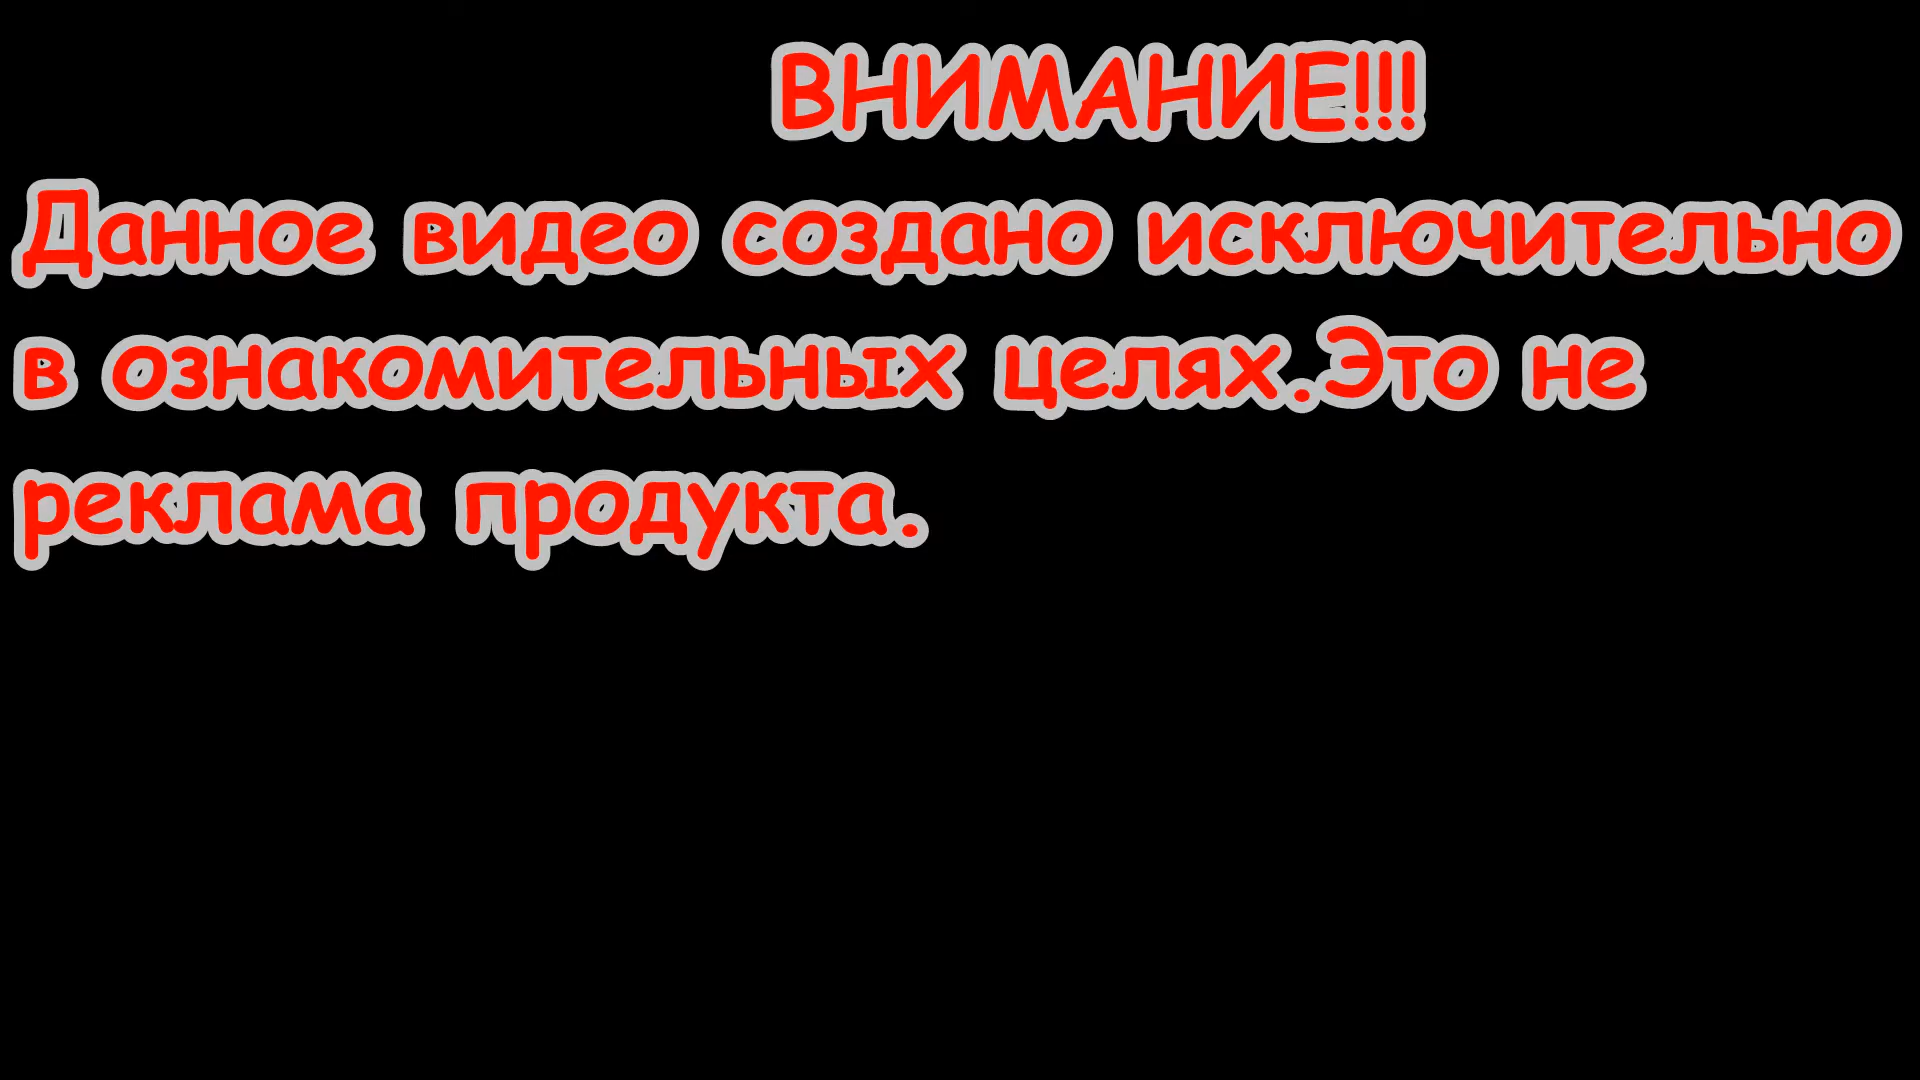 ВНИМАНИЕ!!!
Данное видео создано исключительно
в ознакомительных целях.Это не
реклама продукта.